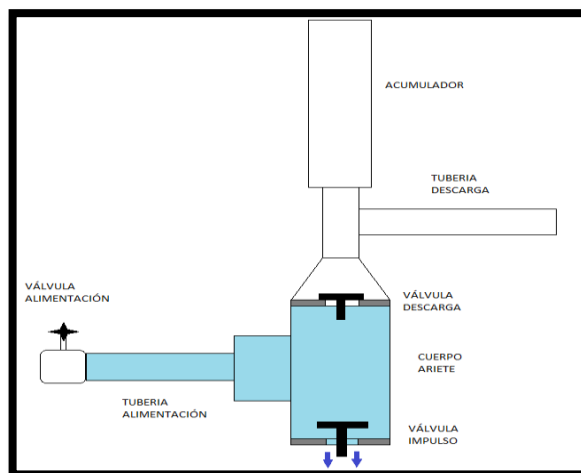 ACUMULADOR
TUBERIA
DESCARGA
VÁLVULA
ALIMENTACIÓN
VÁLVULA
DESCARGA
CUERPO
ARIETE
TUBERIA
ALIMENTACIÓN
VÁLVULA
IMPULSO